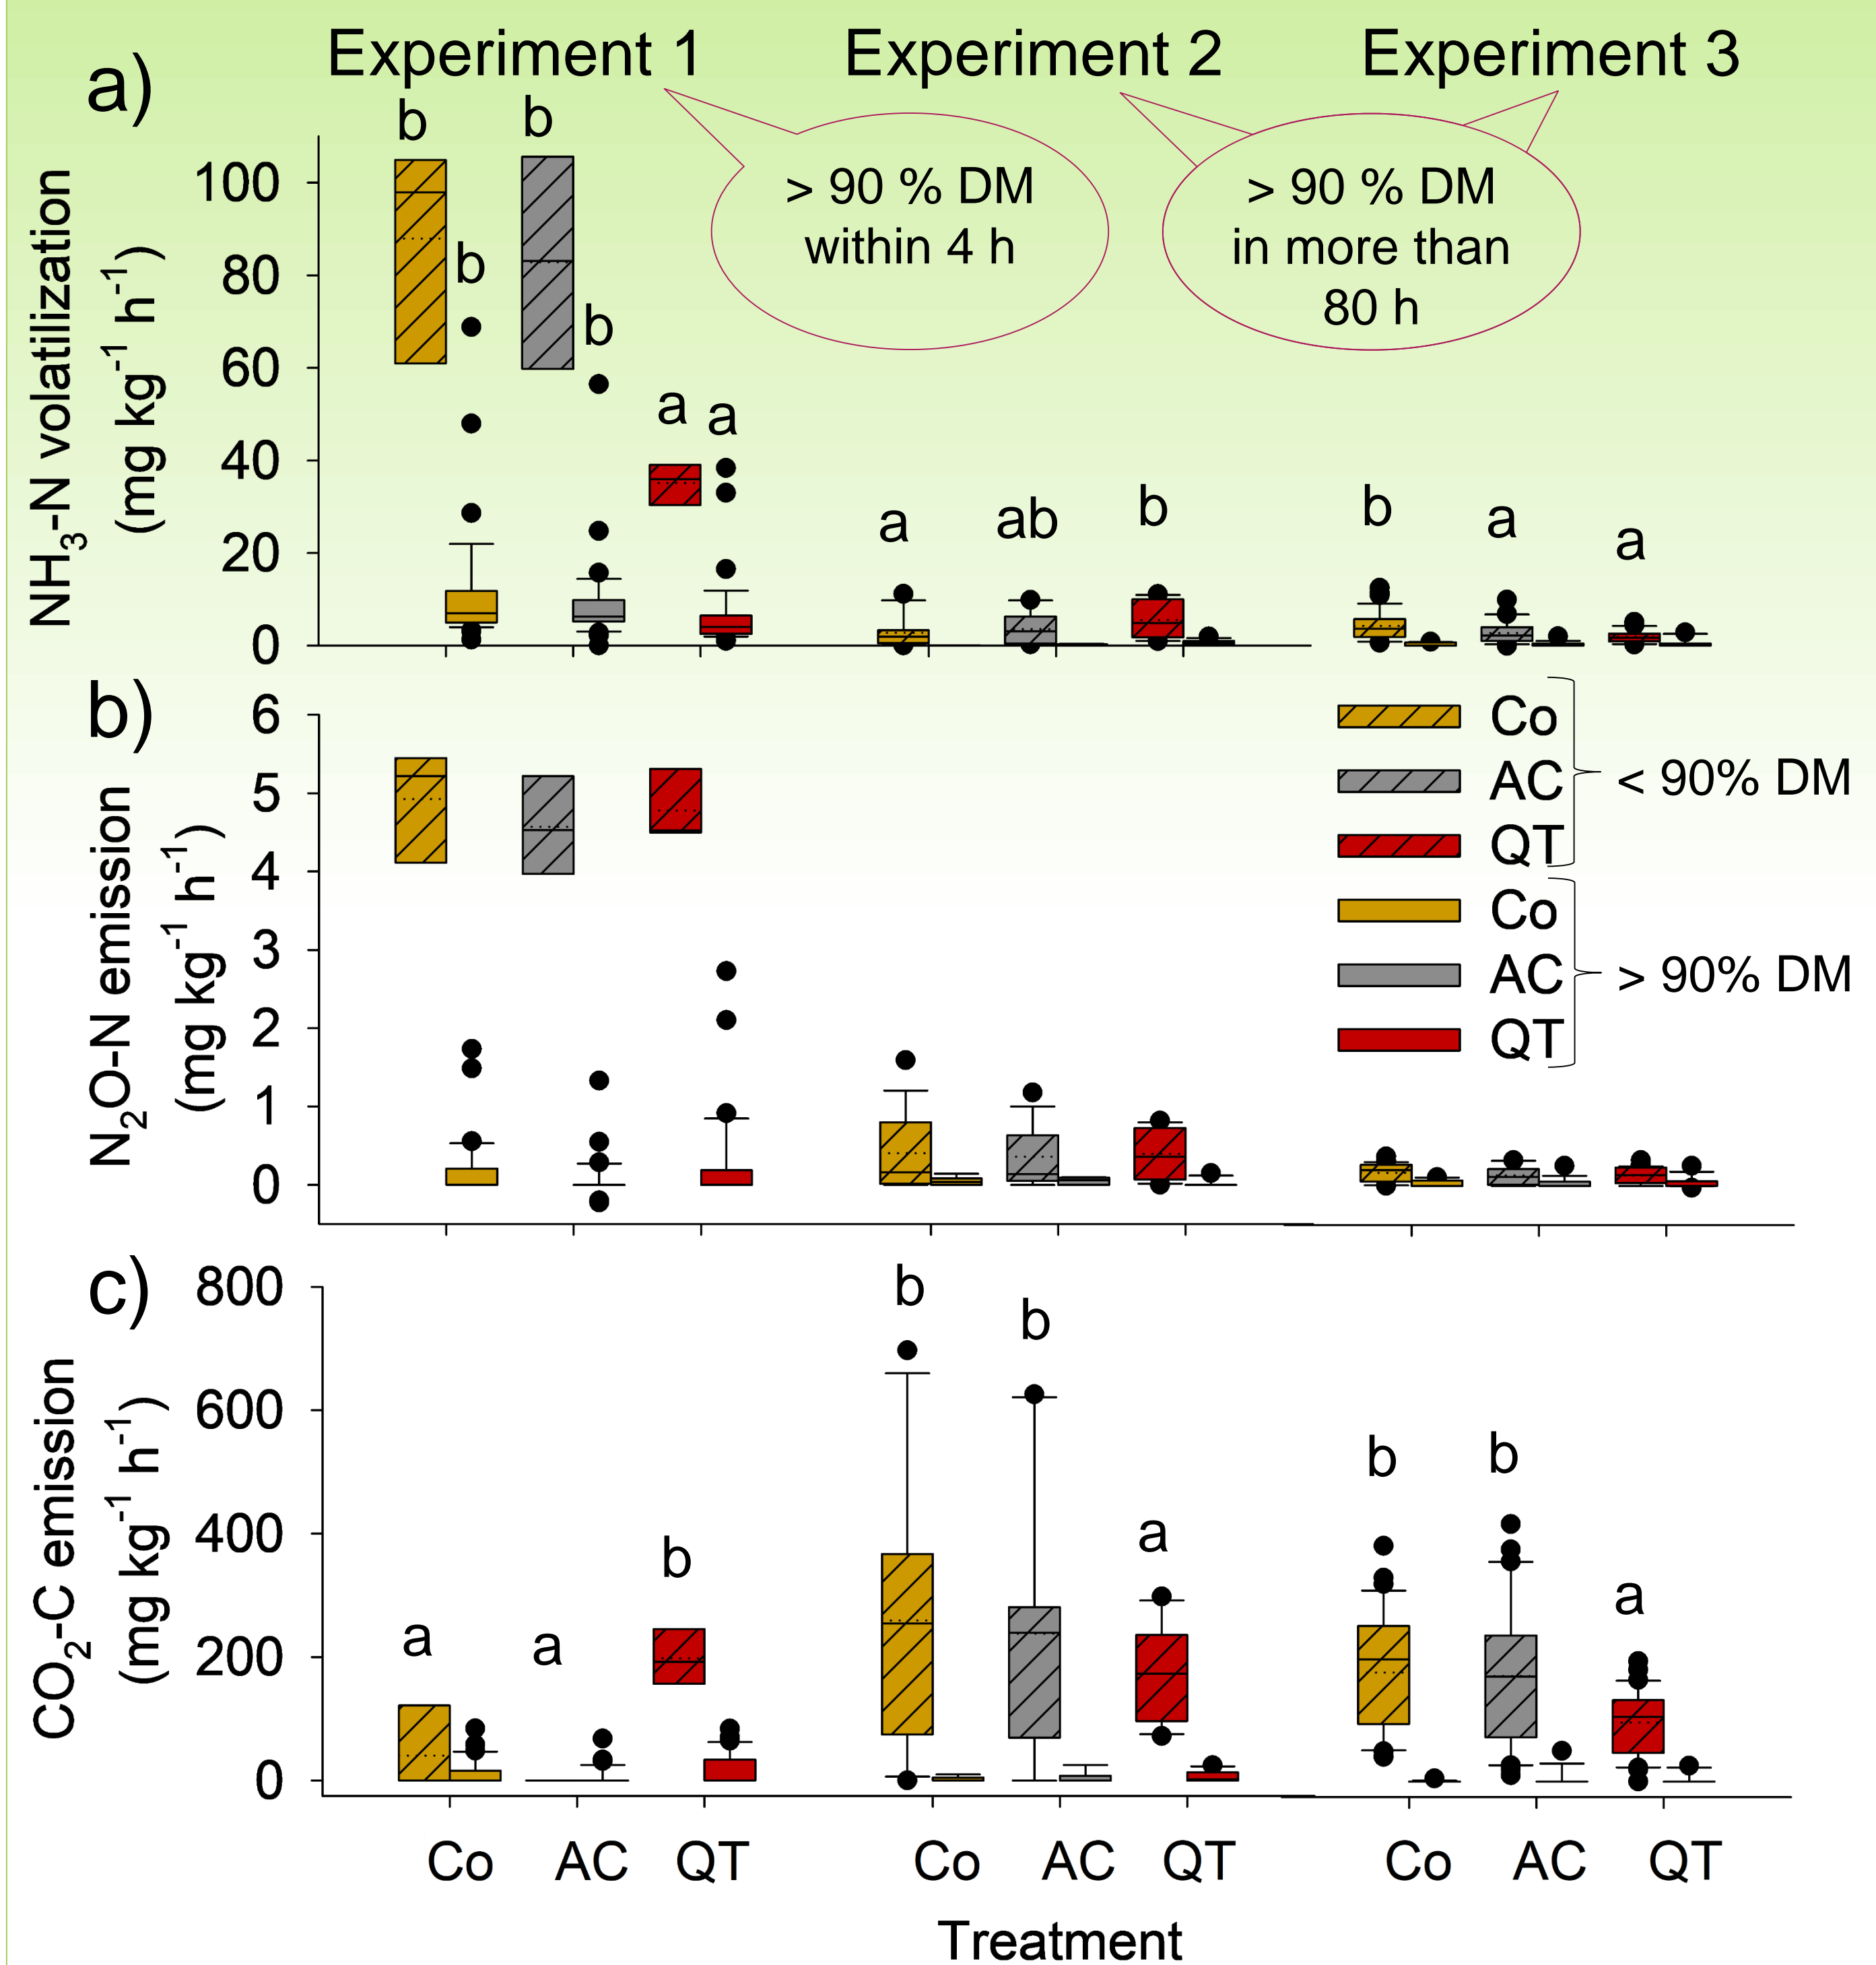 Experiment 1 Experiment 2 Experiment 3
a)
b b
b
b
a a
a ab b
b a a
> 90 % DM
within 4 h
> 90 % DM
in more than
80 h
NH3-N volatilization
(mg kg-1 h-1)
100
80
60
40
20
0
b)
N2O-N emission
(mg kg-1 h-1)
6
5
4
3
2
1
0
Co
AC
QT
< 90% DM
Co
AC
QT
> 90% DM
c)
CO2-C emission
(mg kg-1 h-1)
800
600
400
200
0
a a b
b b a
b b a
Co AC QT Co AC QT Co AC QT
Treatment